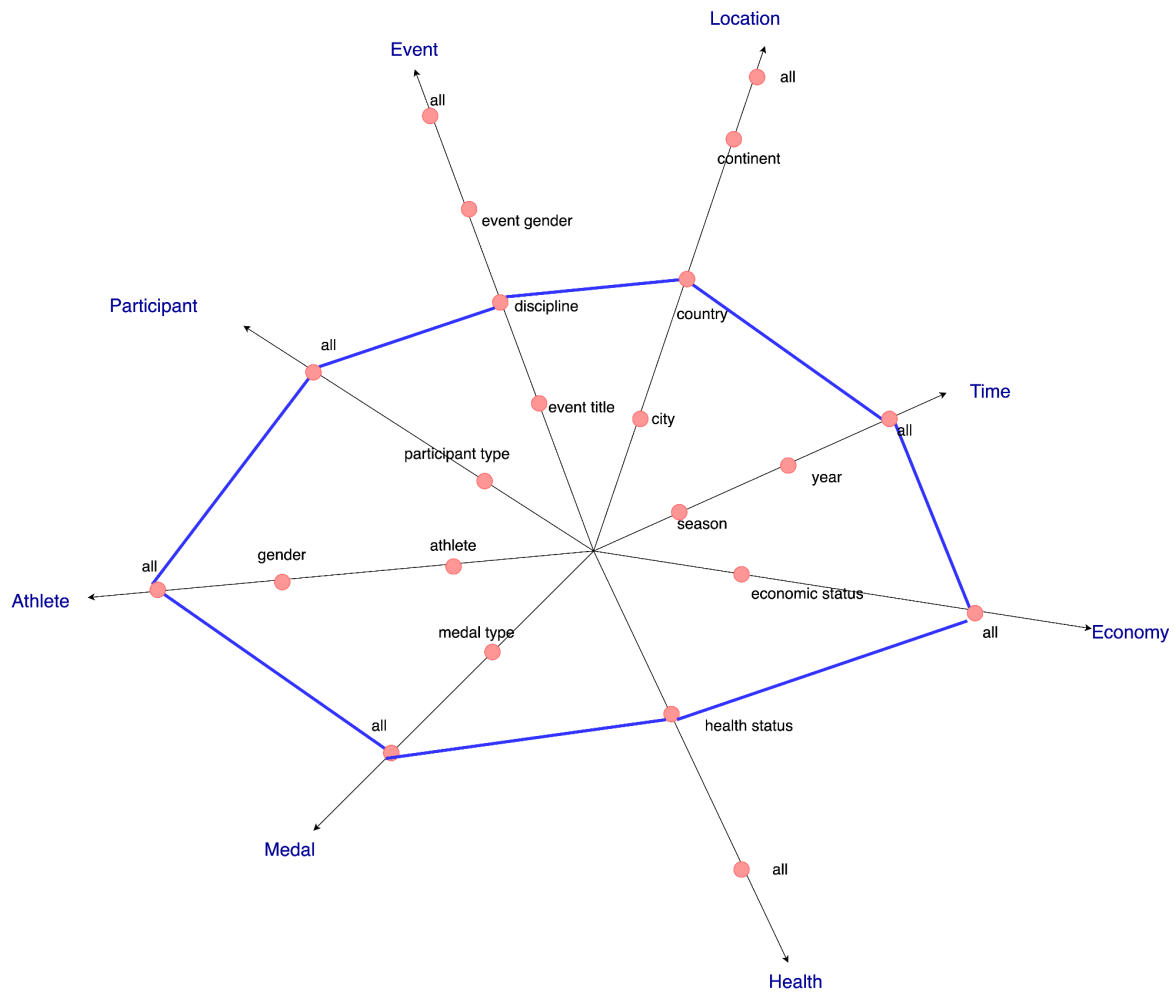 Location
Event
all
all
continent
event gender
Participant
discipline
country
all
Time
all
event title
city
participant type
year
season
athlete
gender
all
economic status
Athlete
medal type
all
Economy
all
health status
Medal
all
Health